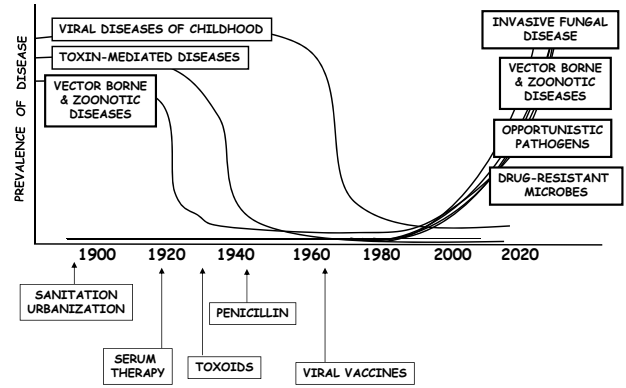 VIRAL DISEASES OF CHILDHOOD
TOXIN-MEDIATED DISEASES
VECTOR BORNE
& ZOONOTIC
DISEASES
PREVALENCE OF DISEASE
INVASIVE FUNGAL
DISEASE
VECTOR BORNE
& ZOONOTIC
DISEASES
OPPORTUNISTIC
PATHOGENS
DRUG-RESISTANT
MICROBES
1900 1920 1940 1960 1980 2000 2020
SANITATION
URBANIZATION
PENICILLIN
SERUM
THERAPY
TOXOIDS
VIRAL VACCINES